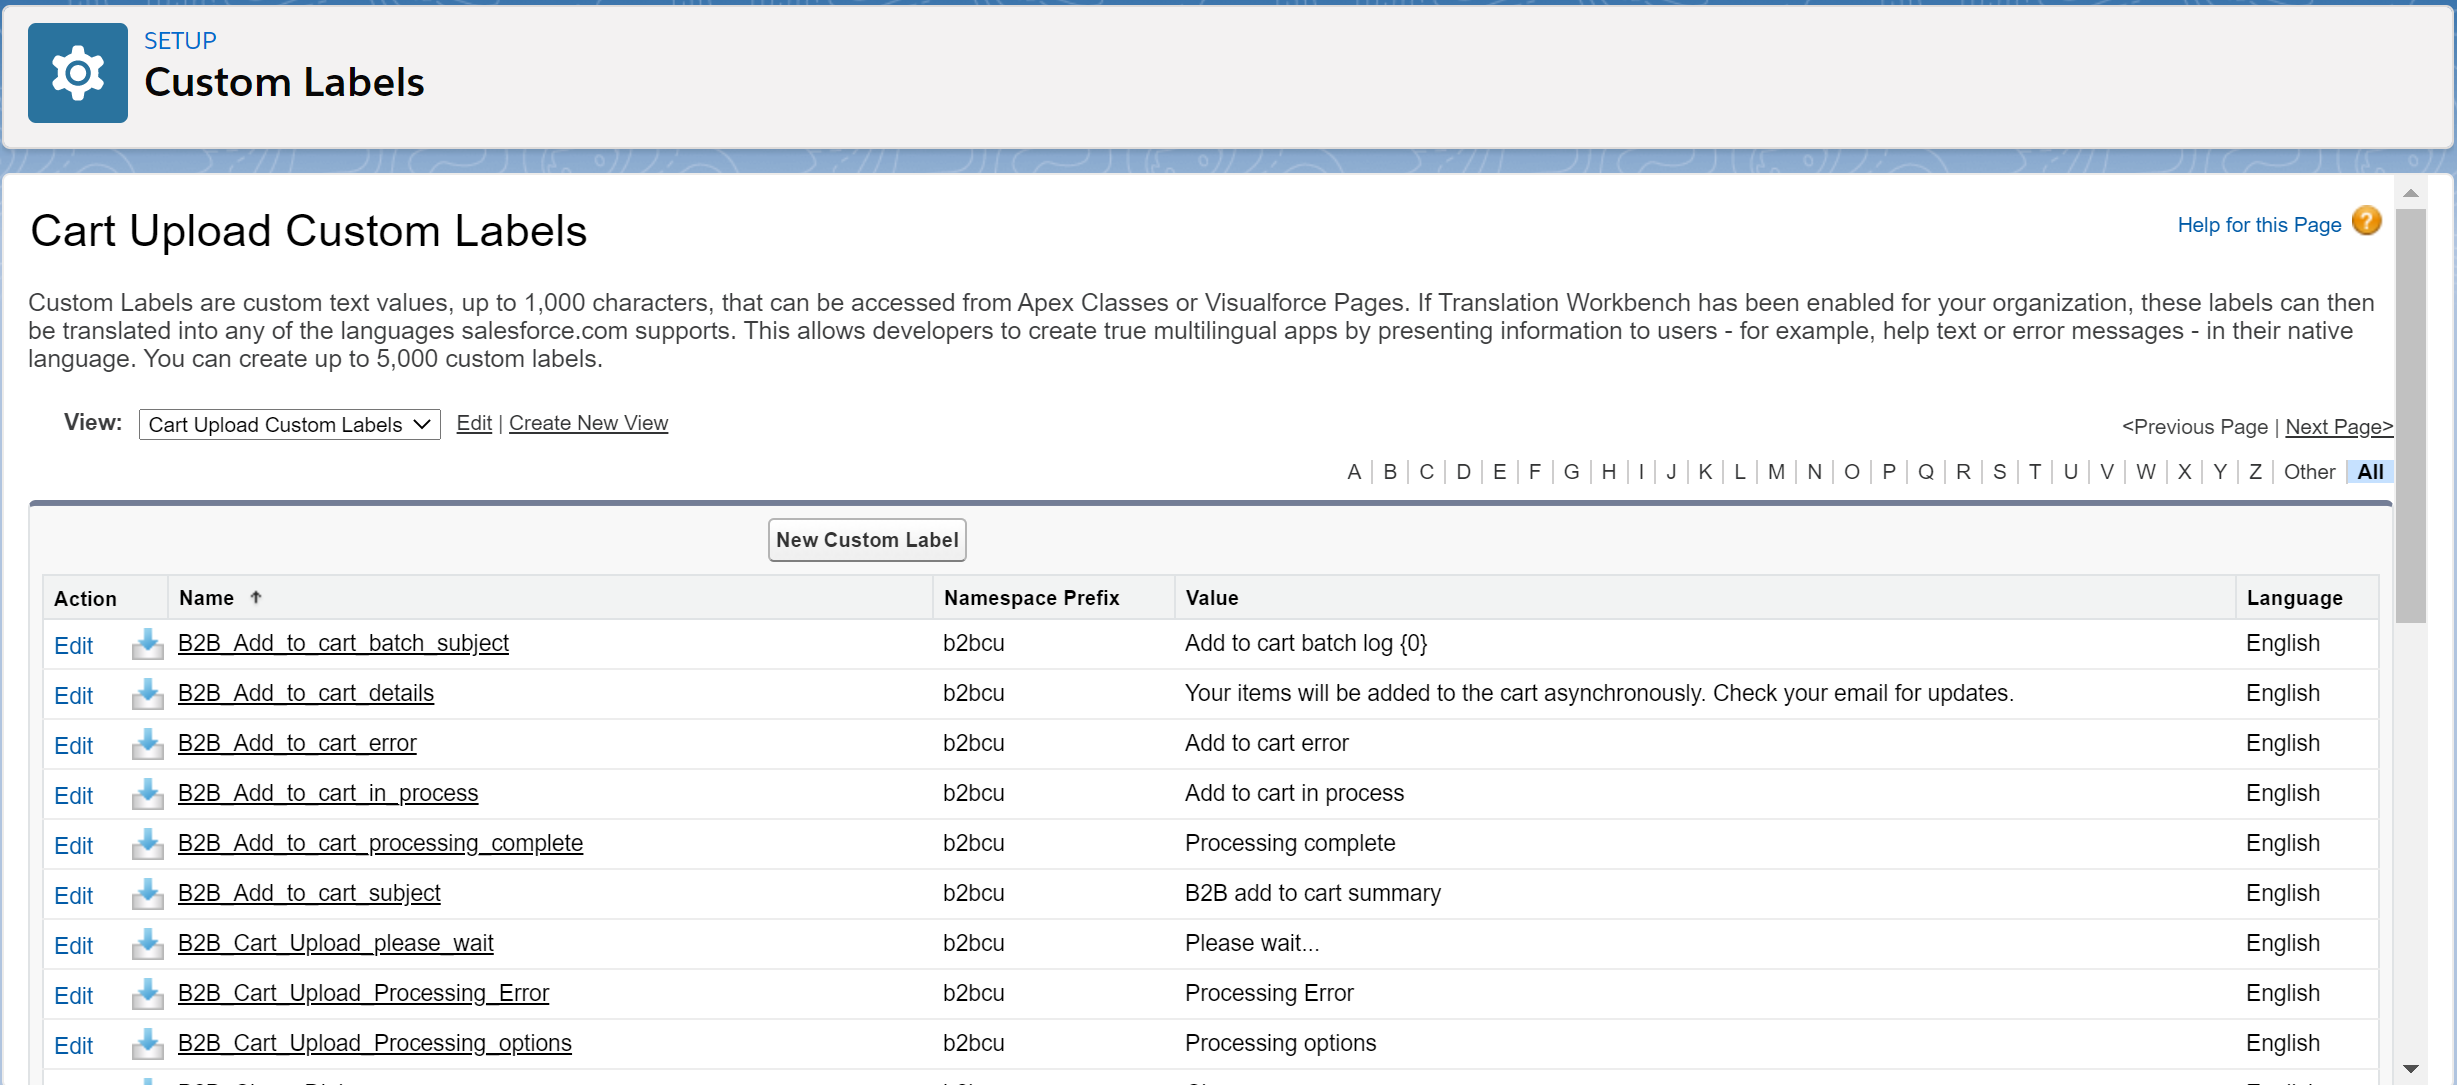 SETUP
Custom Labels
Cart Upload Custom Labels
Help for this Page ?
Custom Labels are custom text values, up to 1,000 characters, that can be accessed from Apex Classes or Visualforce Pages. If Translation Workbench has been enabled for your organization, these labels can then
be translated into any of the languages salesforce.com supports. This allows developers to create true multilingual apps by presenting information to users - for example, help text or error messages - in their native
language. You can create up to 5,000 custom labels.
View: Cart Upload Custom Labels Edit | Create New View
<Previous Page | Next Page>
A | B | C | D | E | F | G | H | I | J | K | L | M | N | O | P | Q | R | S | T | U | V | W | X | Y | Z | Other | All
New Custom Label
Action Name ↑ Namespace Prefix Value Language
Edit B2B_Add_to_cart_batch_subject b2bcu Add to cart batch log {0} English
Edit B2B_Add_to_cart_details b2bcu Your items will be added to the cart asynchronously. Check your email for updates. English
Edit B2B_Add_to_cart_error b2bcu Add to cart error English
Edit B2B_Add_to_cart_in_process b2bcu Add to cart in process English
Edit B2B_Add_to_cart_processing_complete b2bcu Processing complete English
Edit B2B_Add_to_cart_subject b2bcu B2B add to cart summary English
Edit B2B_Cart_Upload_please_wait b2bcu Please wait... English
Edit B2B_Cart_Upload_Processing_Error b2bcu Processing Error English
Edit B2B_Cart_Upload_Processing_options b2bcu Processing options English